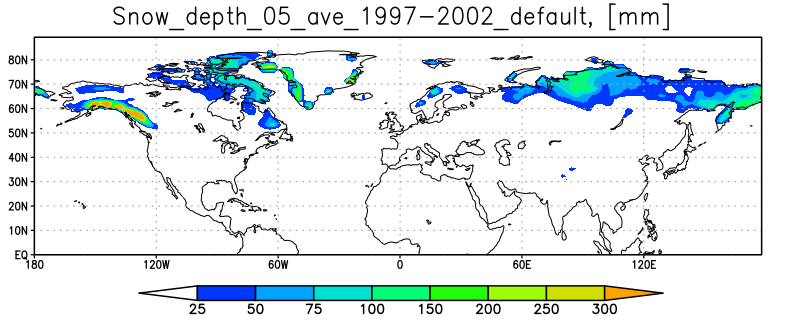 Snow_depth_05_ave_1997-2002_default, [mm]
80N
70N
60N
50N
40N
30N
20N
10N
EQ
180 120W 60W 0 60E 120E
25 50 75 100 150 200 250 300